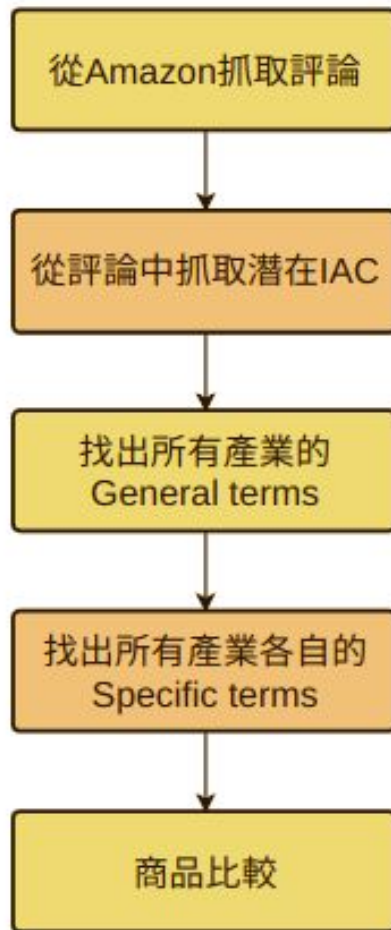 從Amazon抓取評論
從評論中抓取潛在IAC
找出所有產業的
General terms
找出所有產業各自的
Specific terms
商品比較